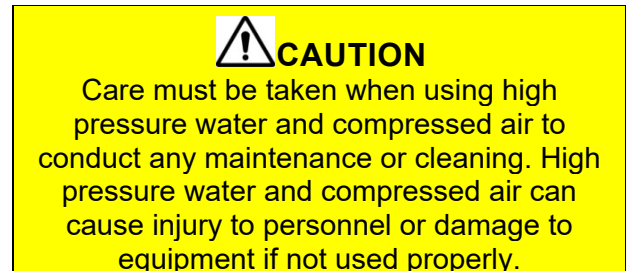 CAUTION
Care must be taken when using high
pressure water and compressed air to
conduct any maintenance or cleaning. High
pressure water and compressed air can
cause injury to personnel or damage to
equipment if not used properly.